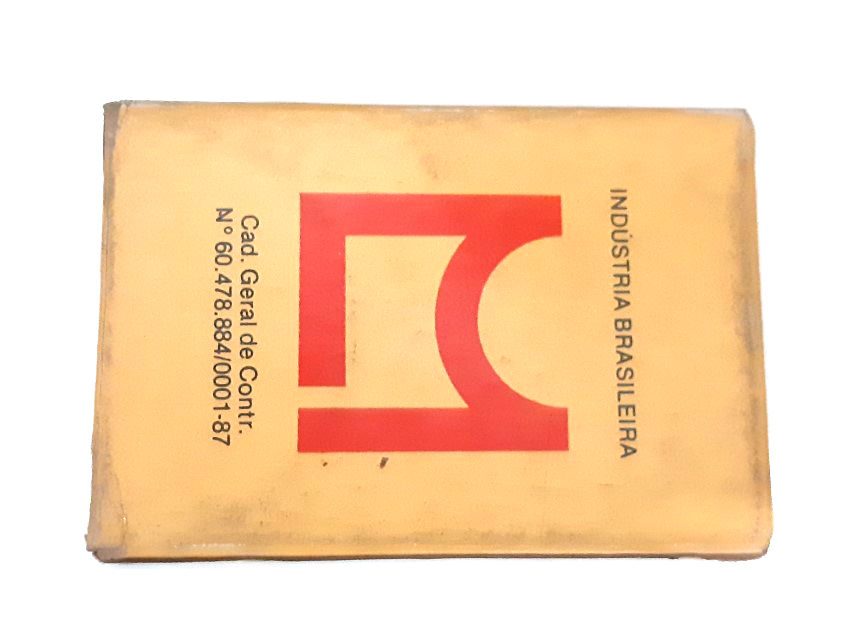 INDÚSTRIA BRASILEIRA
Cad. Geral de Contr.
Nº 60.478.884/0001-87